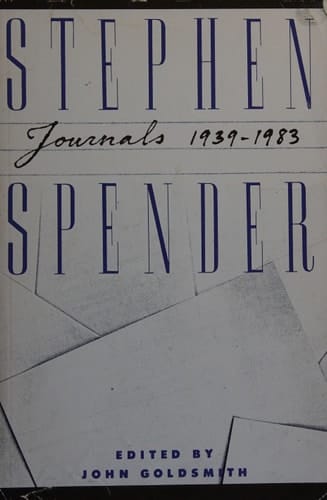 STEPHEN
Journals 1939-1983
SPENDER
EDITED BY
JOHN GOLDSMITH